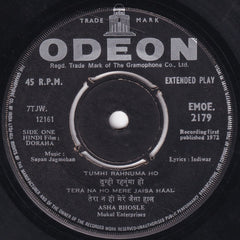 TRADE MARK
ODEON
Regd. Trade Mark of The Gramophone Co. Ltd.
45 R.P.M.
EXTENDED PLAY
7TJW.
12161
EMOE.
2179
SIDE ONE
HINDI Film:
DORAHA
Recording first
published 1972
Music:
Sapan Jagmohan
Lyrics: Indiwar
TUMHI RAHNUMA HO
तुम्ही रहनुमा हो
TERA NA HO MERE JAISA HAAL
तेरा न हो मेरे जैसा हाल
ASHA BHOSLE
Mukul Enterprises